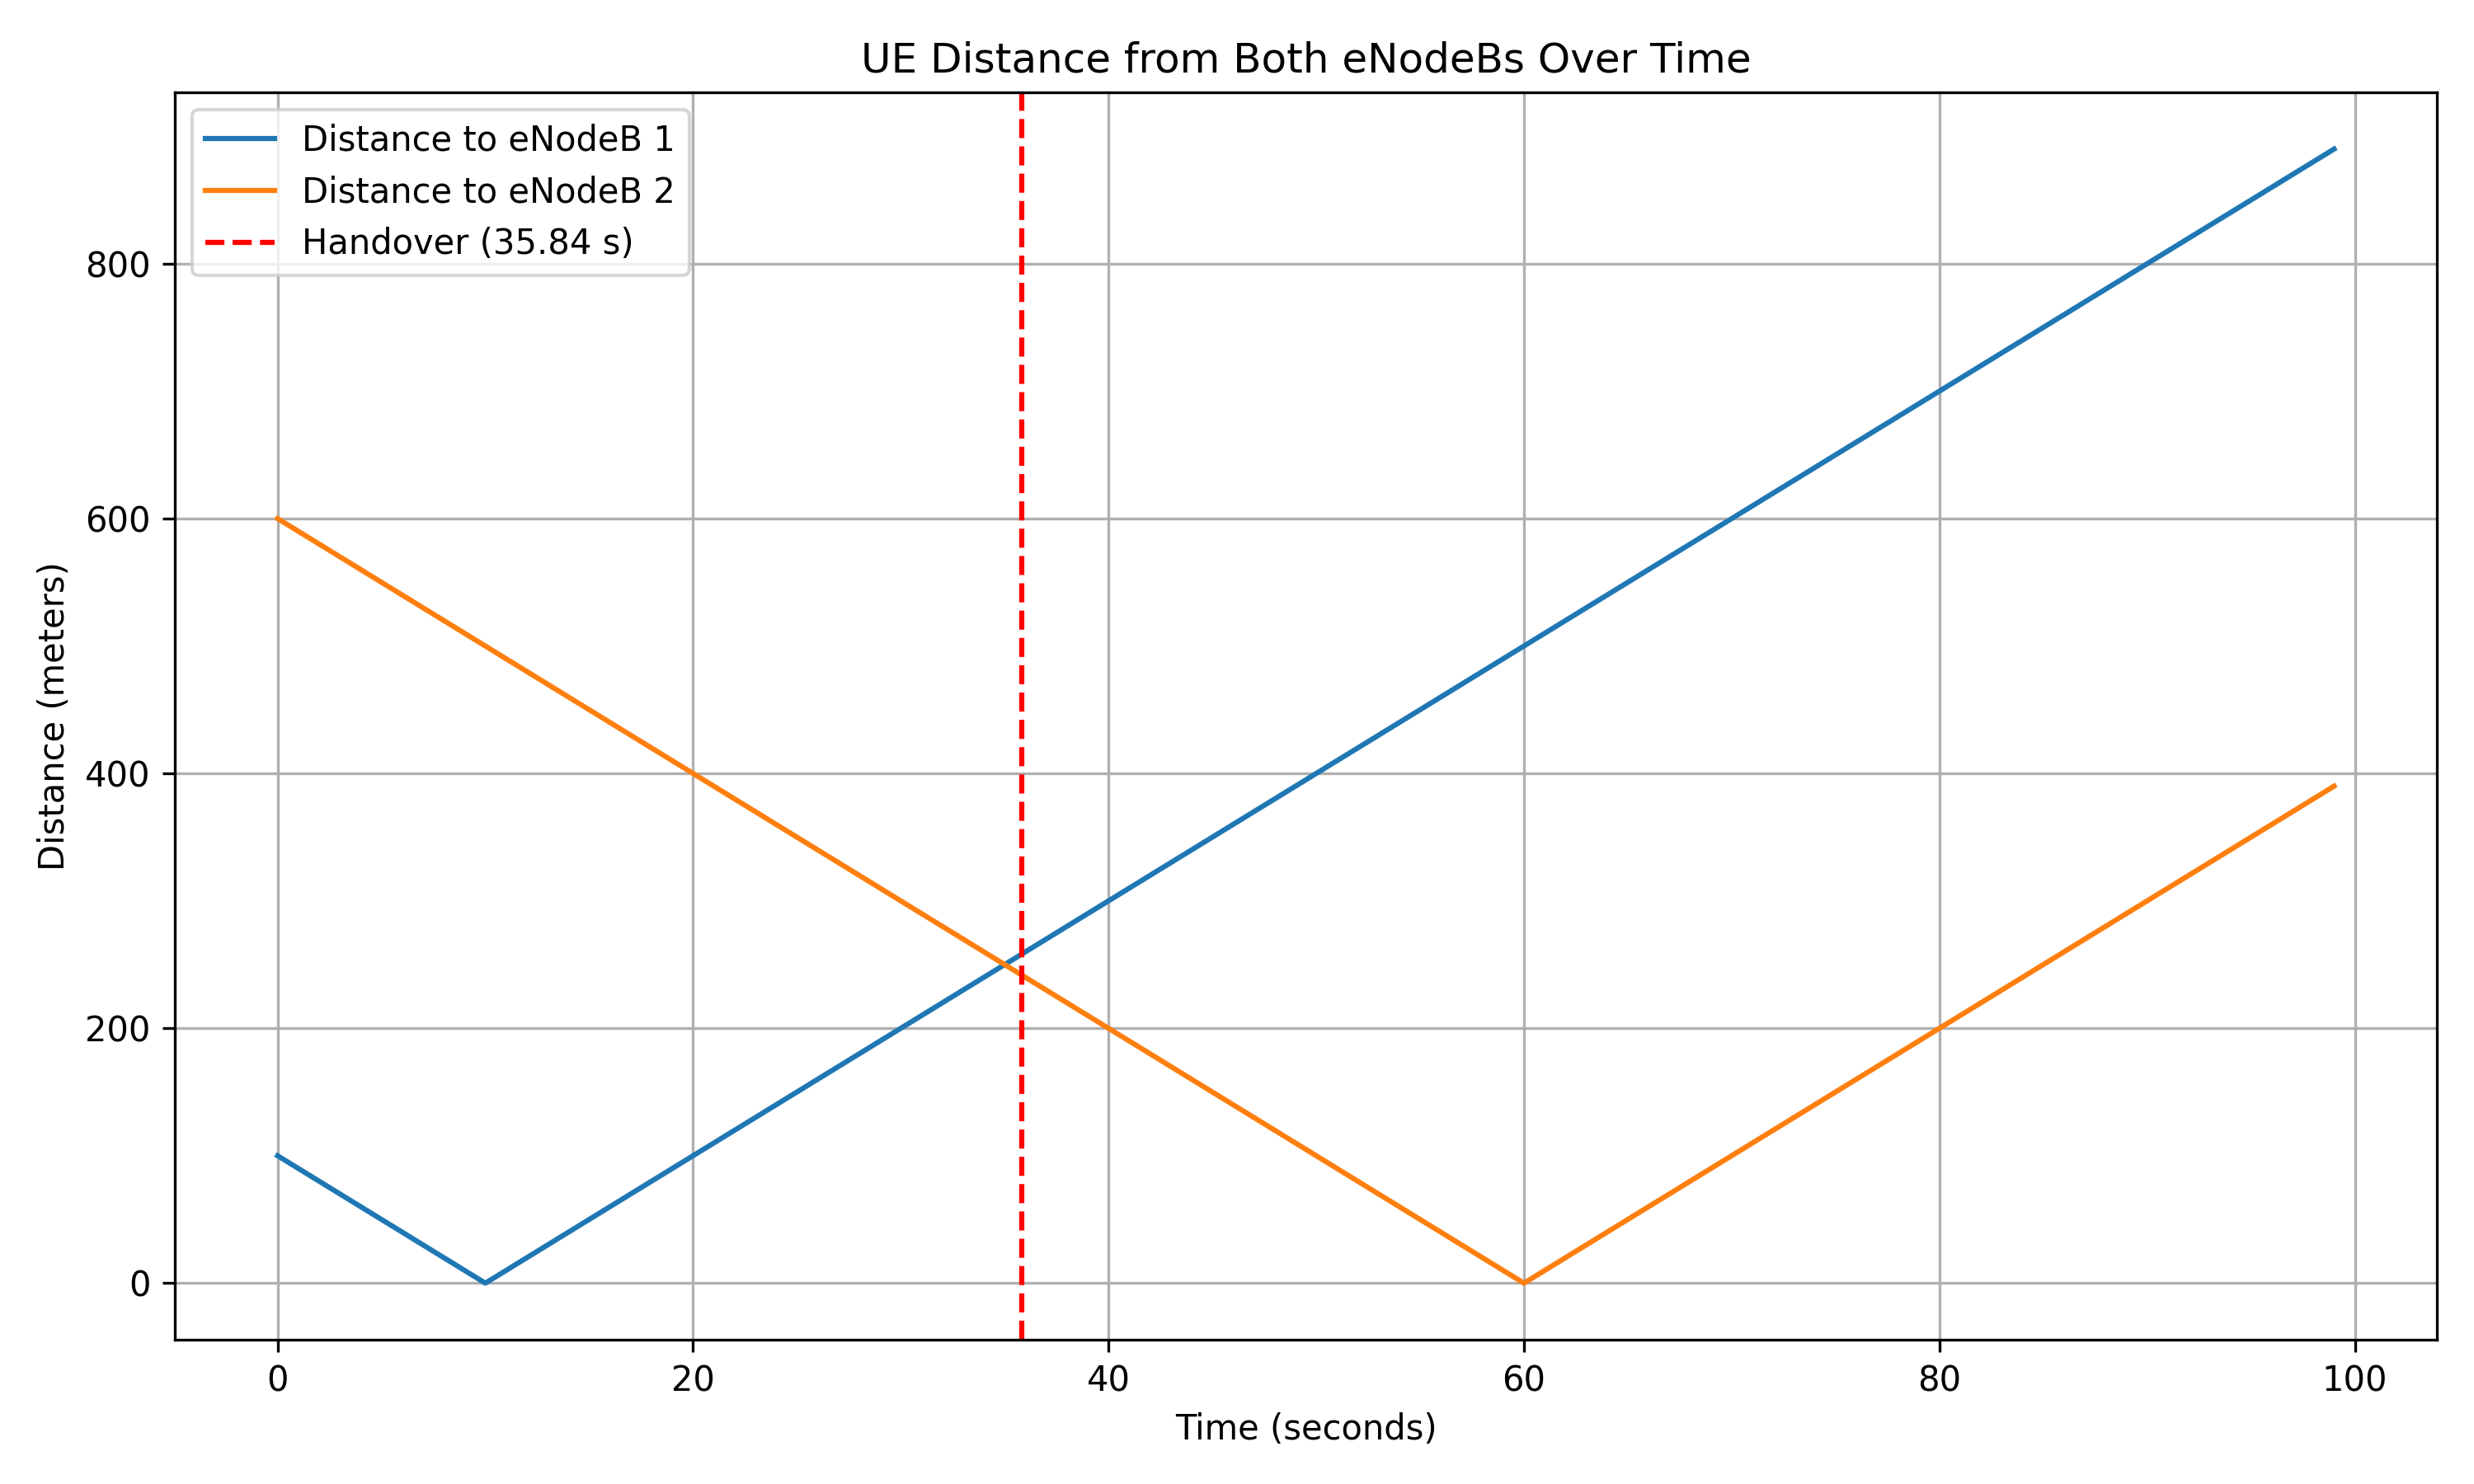 UE Distance from Both eNodeBs Over Time
Distance to eNodeB 1
Distance to eNodeB 2
Handover (35.84 s)
Distance (meters)
800
600
400
200
0
0
20
40
60
80
100
Time (seconds)